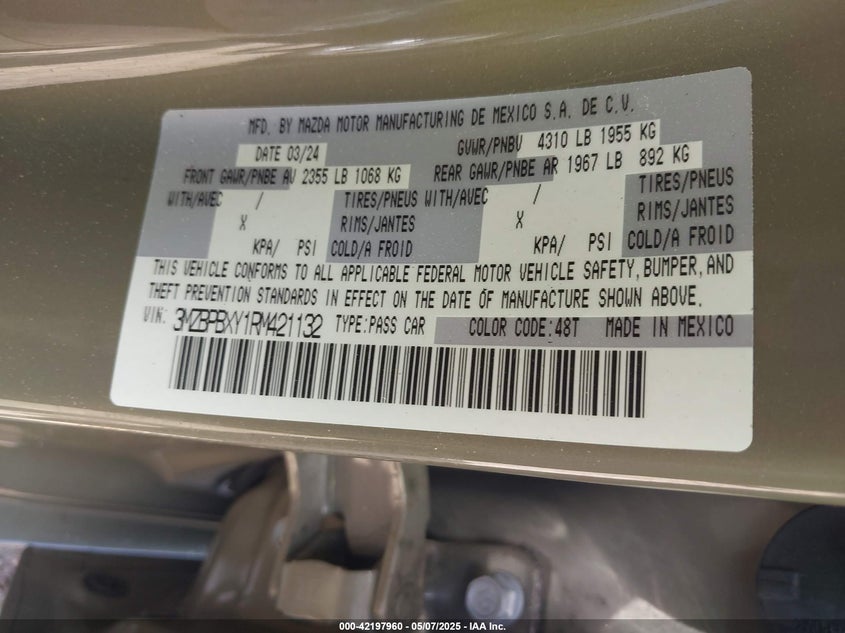 MFD. BY MAZDA MOTOR MANUFACTURING DE MEXICO S.A. DE C.V.
DATE 03/24 GVWR/PNBV 4310 LB 1955 KG
FRONT GAWR/PNBE AV 2355 LB 1068 KG REAR GAWR/PNBE AR 1967 LB 892 KG
WITH/AVEC / TIRES/PNEUS WITH/AVEC / TIRES/PNEUS
X RIMS/JANTES X RIMS/JANTES
KPA/ PSI COLD/A FROID KPA/ PSI COLD/A FROID
THIS VEHICLE CONFORMS TO ALL APPLICABLE FEDERAL MOTOR VEHICLE SAFETY, BUMPER, AND
THEFT PREVENTION STANDARDS IN EFFECT ON THE DATE OF MANUFACTURE SHOWN ABOVE.
VIN: 3MZBPBXY1RM421132 TYPE:PASS CAR COLOR CODE:48T MADE IN MEXICO
000-42197960 - 05/07/2025 - IAA Inc.